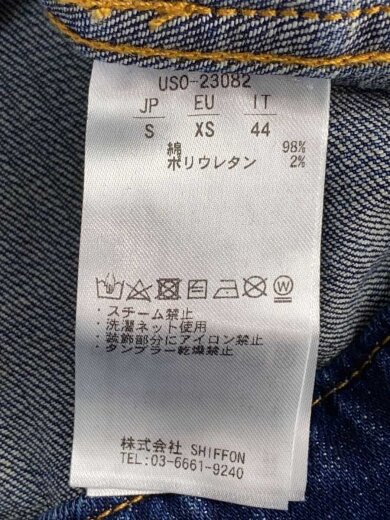 USO-23082
JP EU IT
S XS 44
綿 98%
ポリウレタン 2%
・スチーム禁止
・洗濯ネット使用
・装飾部分にアイロン禁止
・タンブラー乾燥禁止
株式会社 SHIFFON
TEL:03-6661-9240